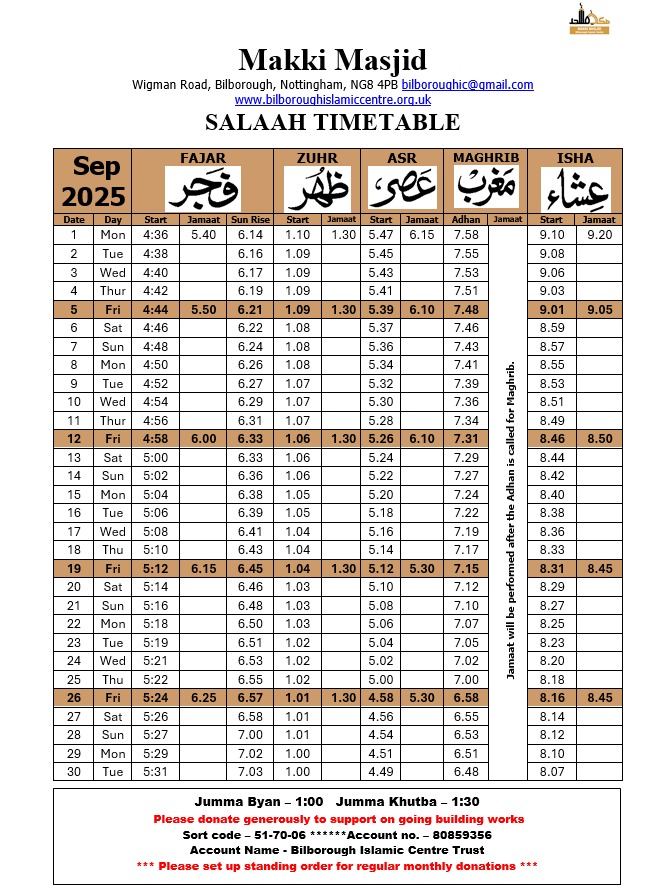 Makki Masjid
Wigman Road, Bilborough, Nottingham, NG8 4PB bilboroughic@gmail.com
www.bilboroughislamiccentre.org.uk
SALAAH TIMETABLE
Sep 2025 FAJAR ZUHR ASR MAGHRIB ISHA
فجر ظهر عصر مغرب عشاء
Date Day Start Jamaat Sun Rise Start Jamaat Start Jamaat Adhan Jamaat Start Jamaat
1 Mon 4:36 5.40 6.14 1.10 1.30 5.47 6.15 7.58 9.10 9.20
2 Tue 4:38 6.16 1.09 5.45 7.55 9.08
3 Wed 4:40 6.17 1.09 5.43 7.53 9.06
4 Thur 4:42 6.19 1.09 5.41 7.51 9.03
5 Fri 4:44 5.50 6.21 1.09 1.30 5.39 6.10 7.48 9.01 9.05
6 Sat 4:46 6.22 1.08 5.37 7.46 8.59
7 Sun 4:48 6.24 1.08 5.36 7.43 8.57
8 Mon 4:50 6.26 1.08 5.34 7.41 8.55
9 Tue 4:52 6.27 1.07 5.32 7.39 8.53
10 Wed 4:54 6.29 1.07 5.30 7.36 8.51
11 Thur 4:56 6.31 1.07 5.28 7.34 8.49
12 Fri 4:58 6.00 6.33 1.06 1.30 5.26 6.10 7.31 8.46 8.50
13 Sat 5:00 6.33 1.06 5.24 7.29 8.44
14 Sun 5:02 6.36 1.06 5.22 7.27 8.42
15 Mon 5:04 6.38 1.05 5.20 7.24 8.40
16 Tue 5:06 6.39 1.05 5.18 7.22 8.38
17 Wed 5:08 6.41 1.04 5.16 7.19 8.36
18 Thu 5:10 6.43 1.04 5.14 7.17 8.33
19 Fri 5:12 6.15 6.45 1.04 1.30 5.12 5.30 7.15 8.31 8.45
20 Sat 5:14 6.46 1.03 5.10 7.12 8.29
21 Sun 5:16 6.48 1.03 5.08 7.10 8.27
22 Mon 5:18 6.50 1.03 5.06 7.07 8.25
23 Tue 5:19 6.51 1.02 5.04 7.05 8.23
24 Wed 5:21 6.53 1.02 5.02 7.02 8.20
25 Thu 5:22 6.55 1.02 5.00 7.00 8.18
26 Fri 5:24 6.25 6.57 1.01 1.30 4.58 5.30 6.58 8.16 8.45
27 Sat 5:26 6.58 1.01 4.56 6.55 8.14
28 Sun 5:27 7.00 1.01 4.54 6.53 8.12
29 Mon 5:29 7.02 1.00 4.51 6.51 8.10
30 Tue 5:31 7.03 1.00 4.49 6.48 8.07
Jamaat will be performed after the Adhan is called for Maghrib.
Jumma Byan – 1:00 Jumma Khutba – 1:30
Please donate generously to support on going building works
Sort code – 51-70-06 ******Account no. – 80859356
Account Name - Bilborough Islamic Centre Trust
*** Please set up standing order for regular monthly donations ***